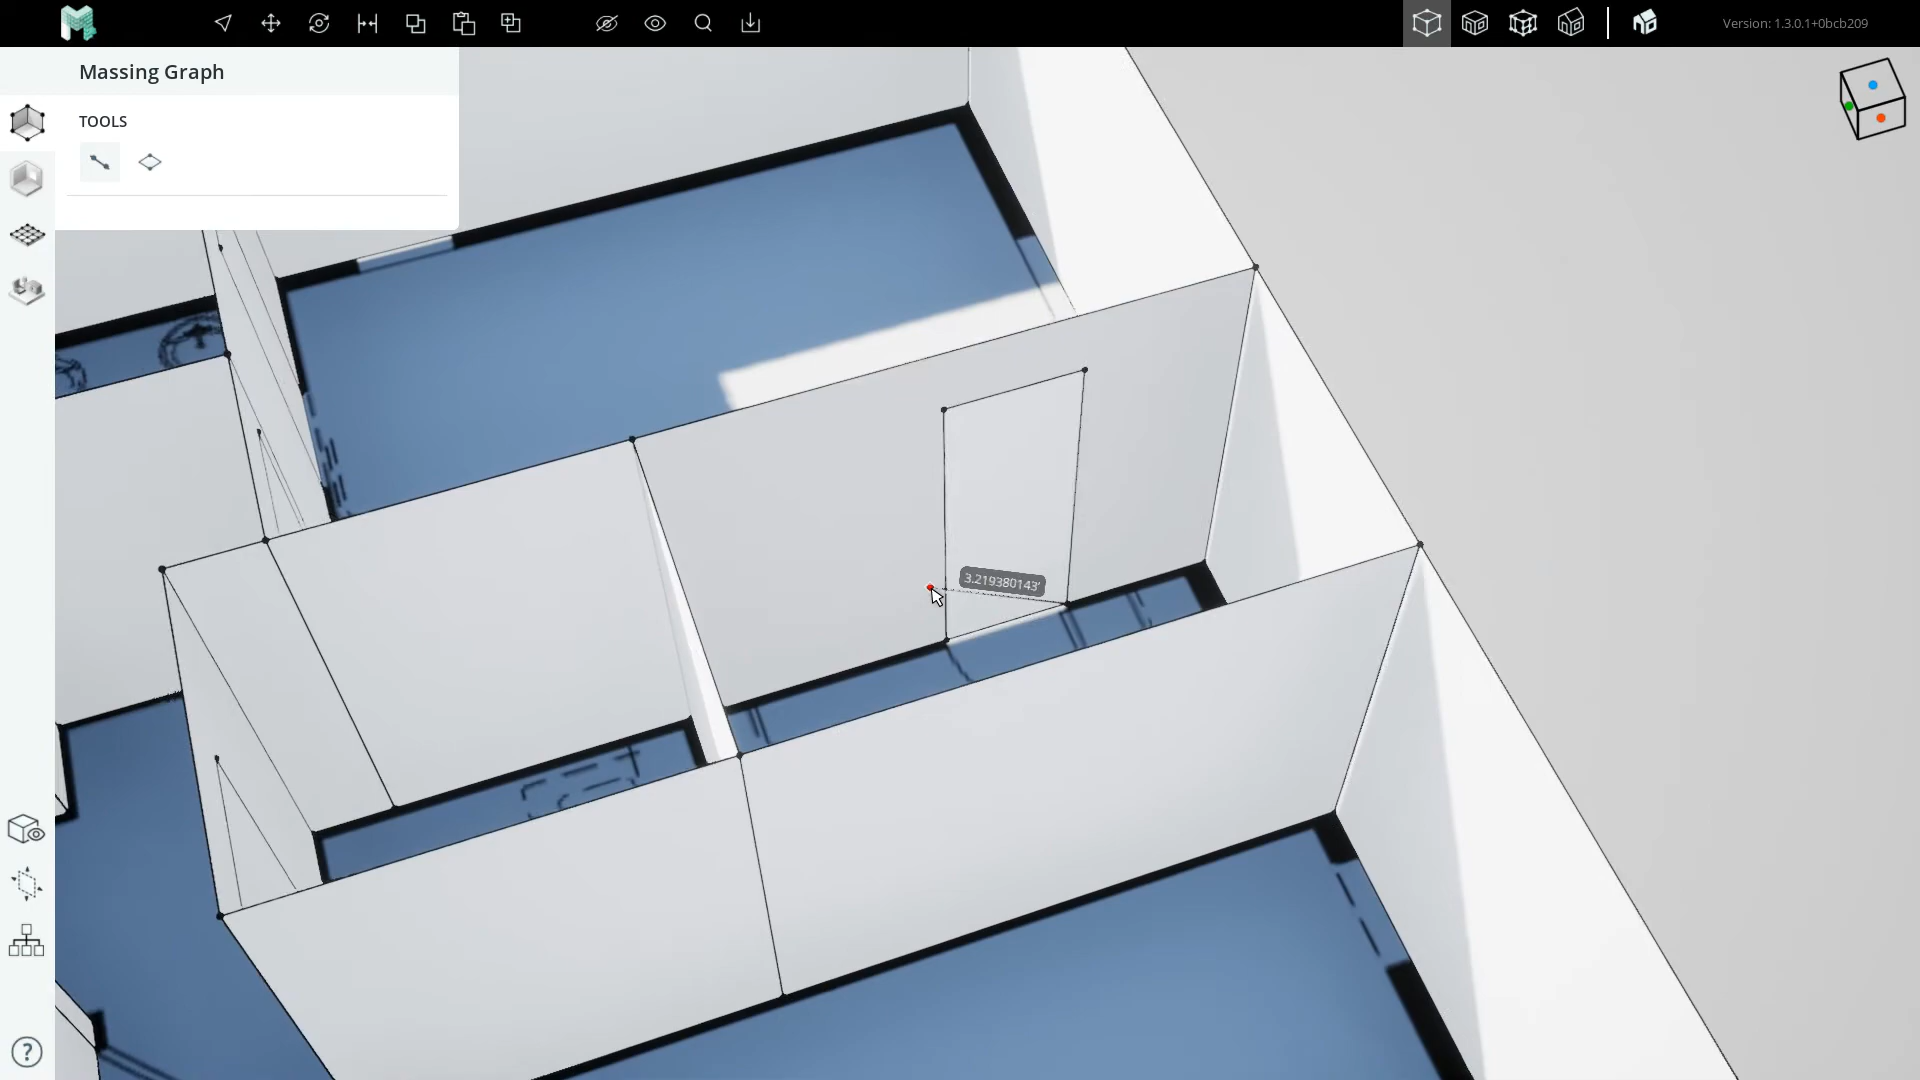 Version: 1.3.0.1+0bcb209
Massing Graph
TOOLS
3.219380143'
?